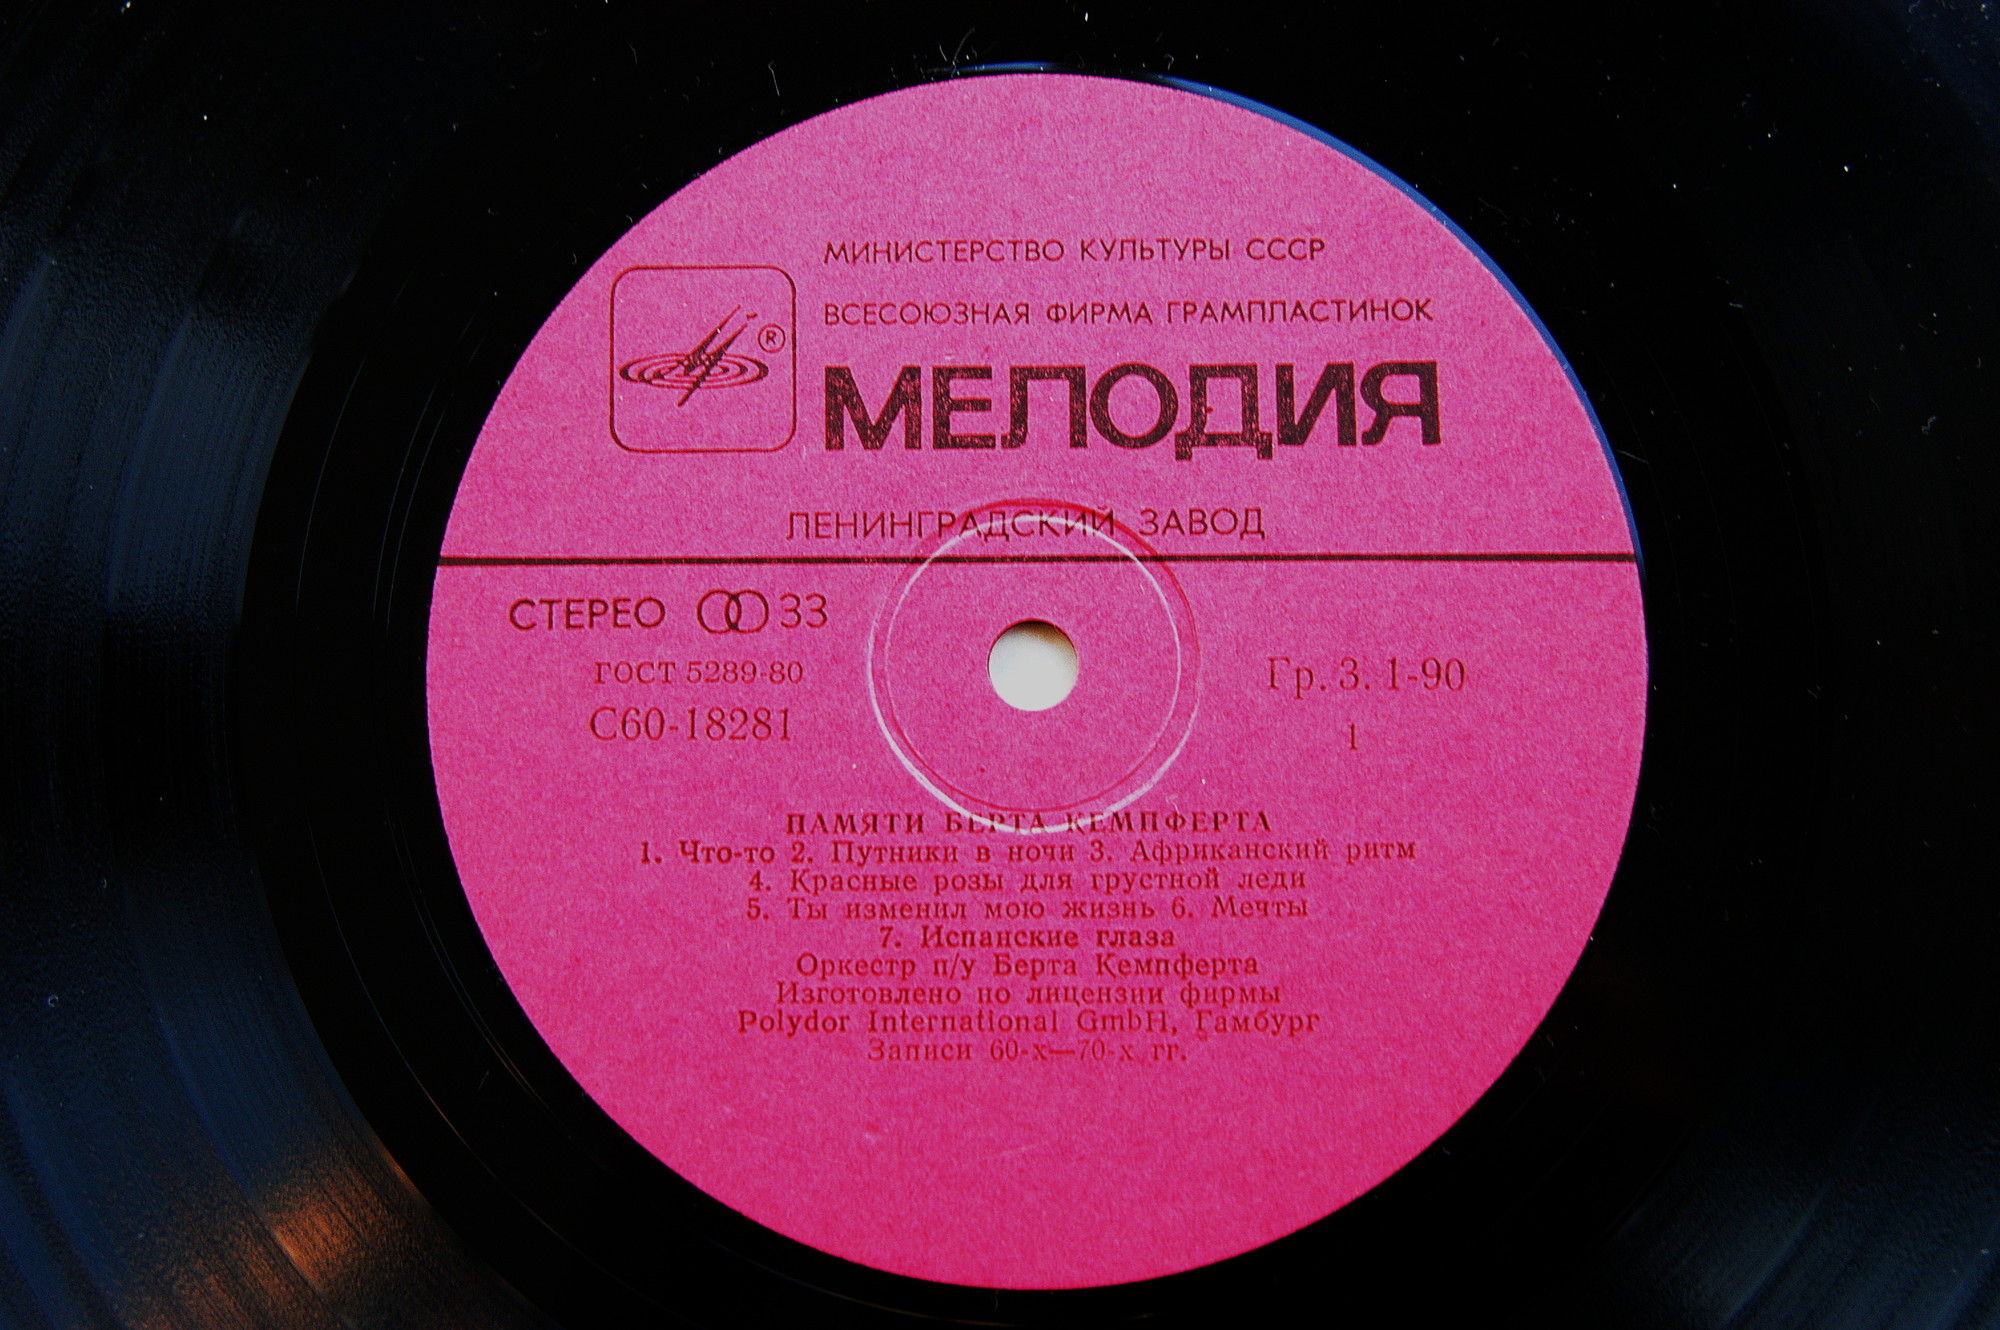 МИНИСТЕРСТВО КУЛЬТУРЫ СССР
ВСЕСОЮЗНАЯ ФИРМА ГРАМПЛАСТИНОК
®
МЕЛОДИЯ
ЛЕНИНГРАДСКИЙ ЗАВОД
СТЕРЕО 33
ГОСТ 5289-80
С60-18281
Гр. 3. 1-90
1
ПАМЯТИ БЕРТА КЕМПФЕРТА
1. Что-то 2. Путники в ночи 3. Африканский ритм
4. Красные розы для грустной леди
5. Ты изменил мою жизнь 6. Мечты
7. Испанские глаза
Оркестр п/у Берта Кемпферта
Изготовлено по лицензии фирмы
Polydor International GmbH, Гамбург
Записи 60-х—70-х гг.